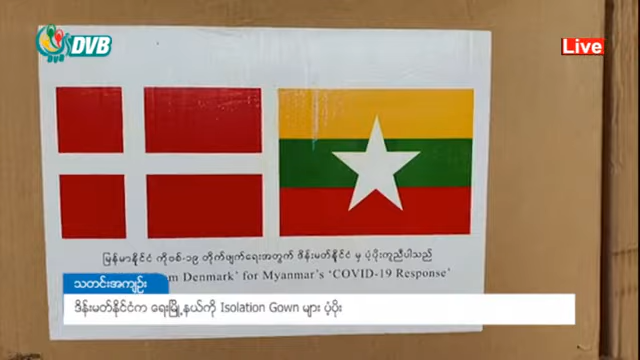 DVB
DVB
Live
မြန်မာနိုင်ငံ ကိုဗစ်-၁၉ တိုက်ဖျက်ရေးအတွက် ဒိန်းမတ်နိုင်ငံ မှ ပံ့ပိုးကူညီပါသည်
Denmark' for Myanmar's 'COVID-19 Response'
သတင်းအကျဉ်း
ဒိန်းမတ်နိုင်ငံက ရေးမြို့နယ်ကို Isolation Gown များ ပံ့ပိုး